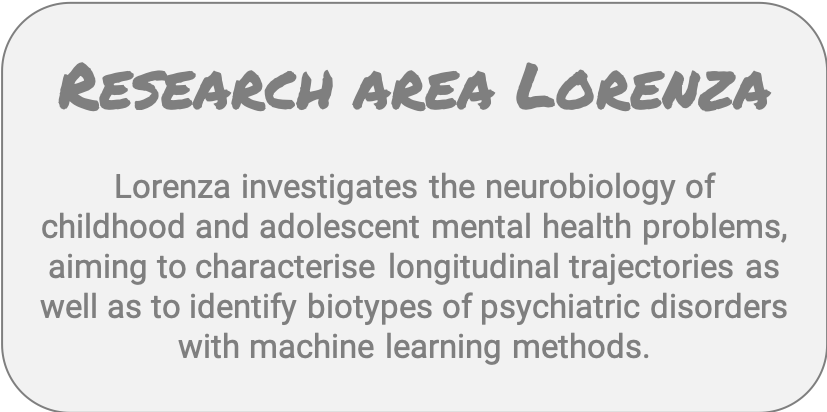 Research area Lorenza
Lorenza investigates the neurobiology of
childhood and adolescent mental health problems,
aiming to characterise longitudinal trajectories as
well as to identify biotypes of psychiatric disorders
with machine learning methods.